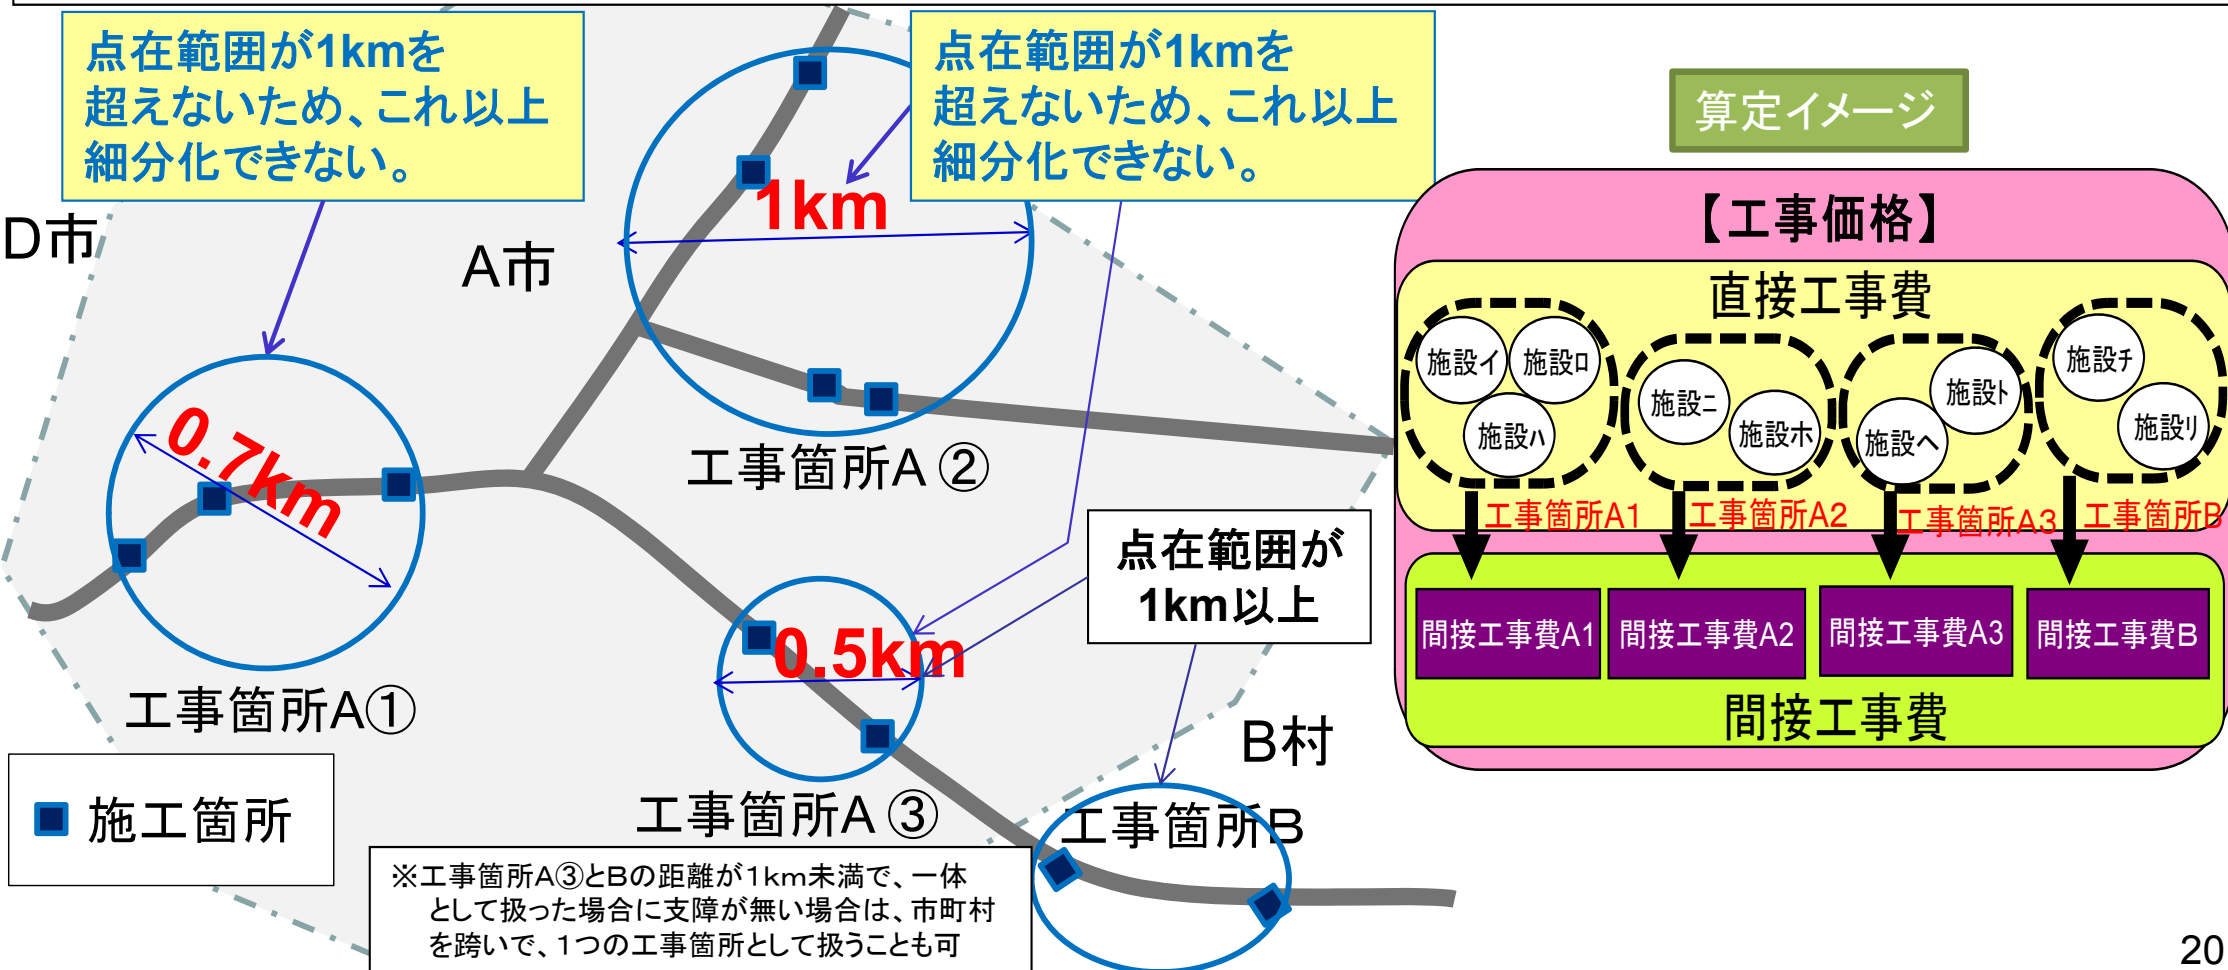 点在範囲が1kmを
超えないため、これ以上
細分化できない。
点在範囲が1kmを
超えないため、これ以上
細分化できない。
D市
A市
1km
0.7km
工事箇所A②
工事箇所A①
0.5km
点在範囲が
1km以上
工事箇所A③
B村
工事箇所B
施工箇所
※工事箇所A③とBの距離が1km未満で、一体
として扱った場合に支障が無い場合は、市町村
を跨いで、1つの工事箇所として扱うことも可
算定イメージ
【工事価格】
直接工事費
施設イ
施設ロ
施設ハ
施設ニ
施設ホ
施設ヘ
施設ト
施設チ
施設リ
工事箇所A1
工事箇所A2
工事箇所A3
工事箇所B
間接工事費A1
間接工事費A2
間接工事費A3
間接工事費B
間接工事費
20